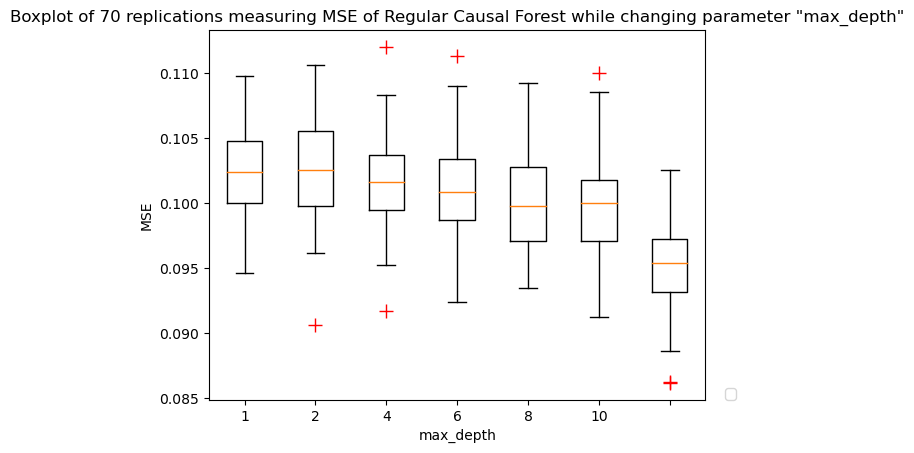 Boxplot of 70 replications measuring MSE of Regular Causal Forest while changing parameter "max_depth"
0.110
0.105
0.100
0.095
0.090
0.085
MSE
1 2 4 6 8 10
max_depth